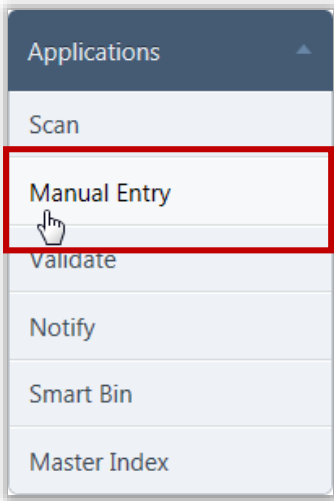 Applications
Scan
Manual Entry
Validate
Notify
Smart Bin
Master Index